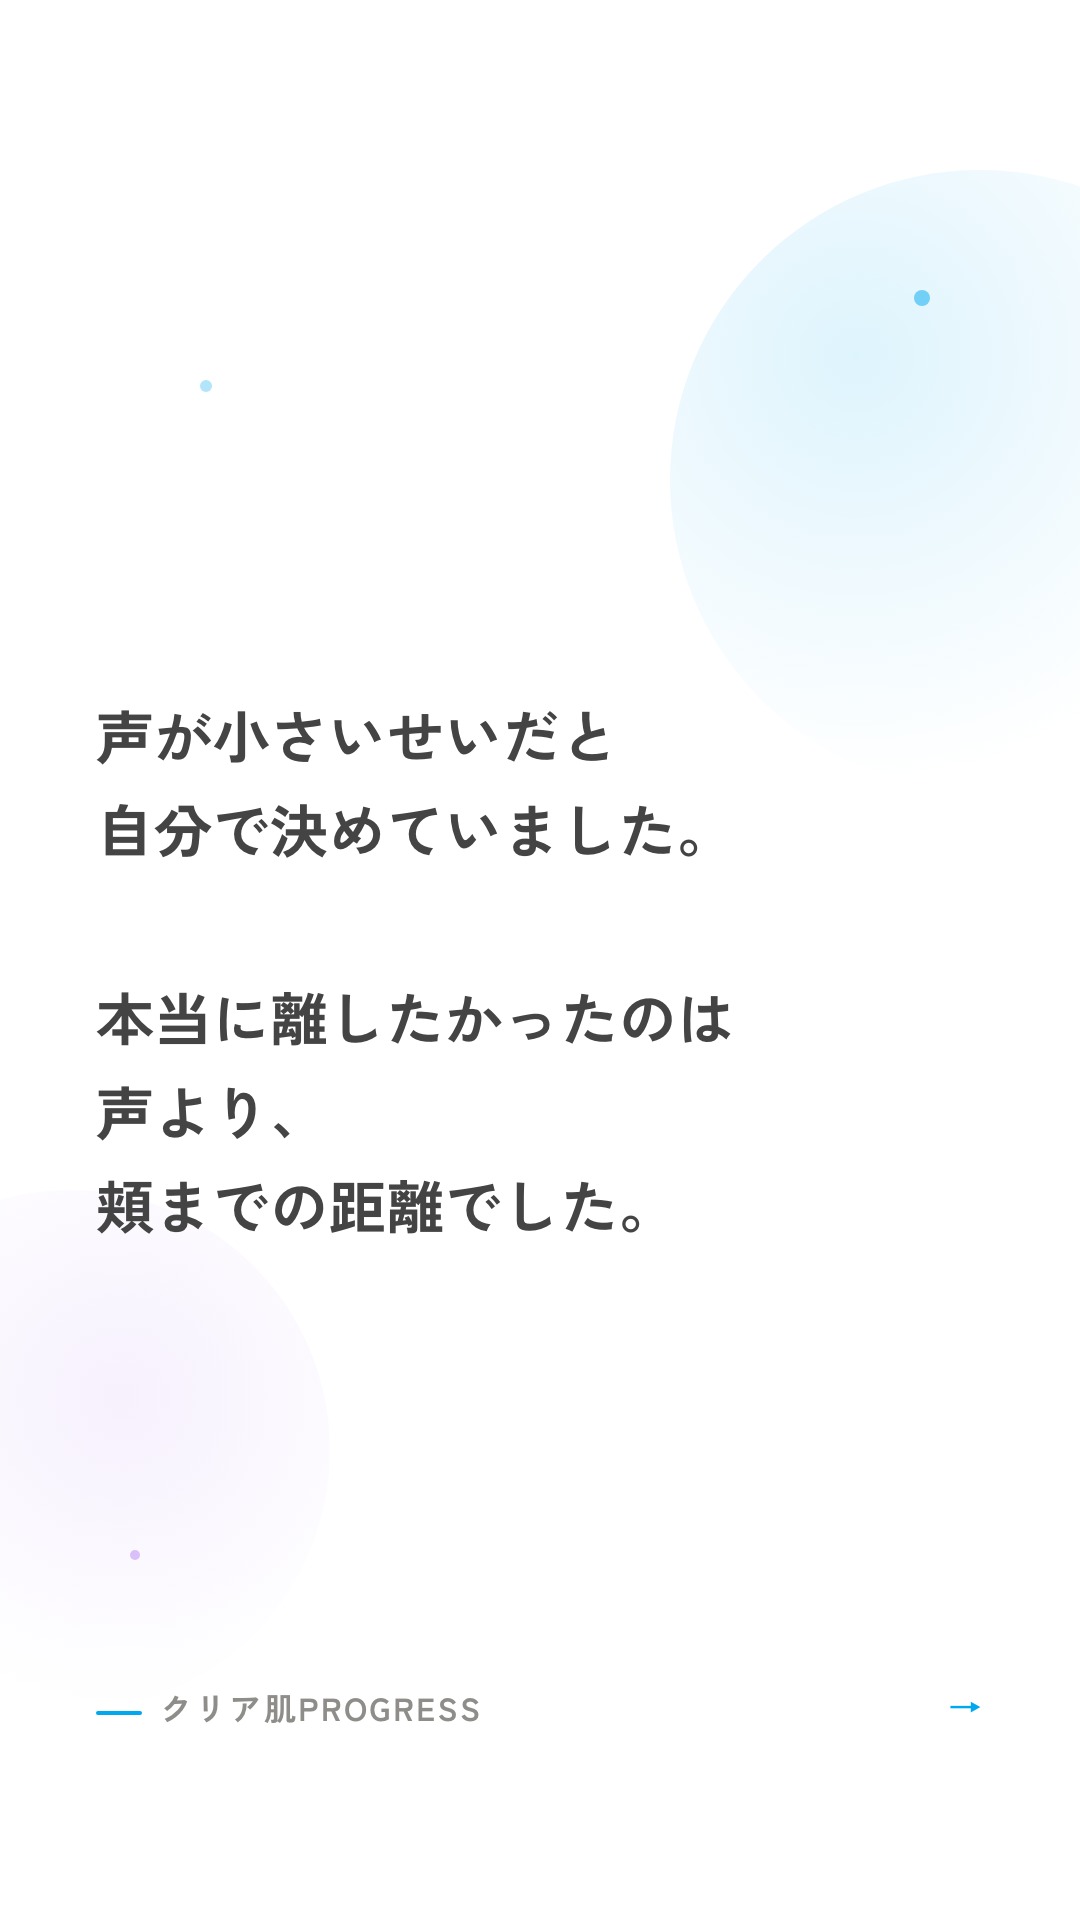 声が小さいせいだと
自分で決めていました。
本当に離したかったのは
声より、
頬までの距離でした。
クリア肌PROGRESS
→